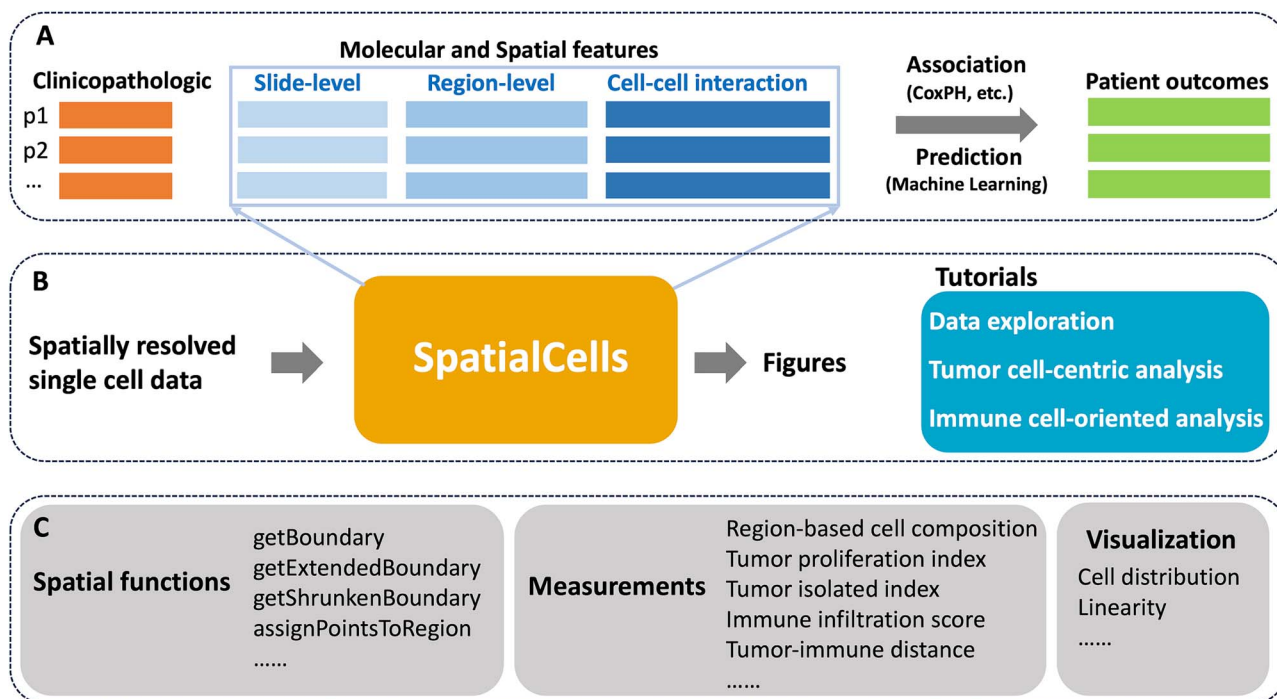 A
Molecular and Spatial features
Clinicopathologic
Slide-level
Region-level
Cell-cell interaction
p1
p2
...
Association
(CoxPH, etc.)
Prediction
(Machine Learning)
Patient outcomes
B
Spatially resolved
single cell data
SpatialCells
Figures
Tutorials
Data exploration
Tumor cell-centric analysis
Immune cell-oriented analysis
C
Spatial functions
getBoundary
getExtendedBoundary
getShrunkenBoundary
assignPointsToRegion
......
Measurements
Region-based cell composition
Tumor proliferation index
Tumor isolated index
Immune infiltration score
Tumor-immune distance
......
Visualization
Cell distribution
Linearity
......